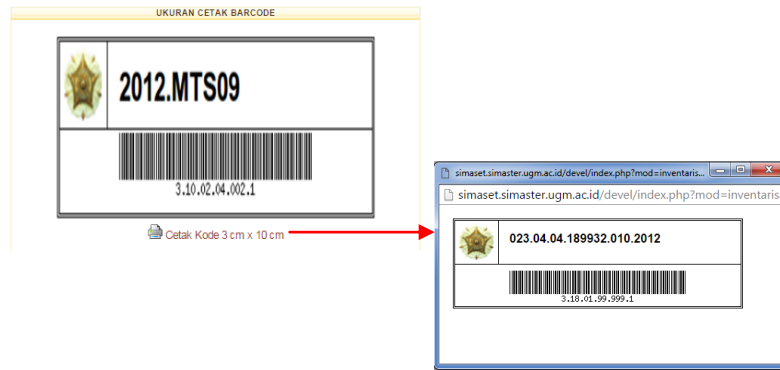 UKURAN CETAK BARCODE
2012.MTS09
3.10.02.04.002.1
Cetak Kode 3 cm x 10 cm
simaset.simaster.ugm.ac.id/devel/index.php?mod=inventaris...
simaset.simaster.ugm.ac.id/devel/index.php?mod=inventaris
023.04.04.189932.010.2012
3.18.01.99.999.1